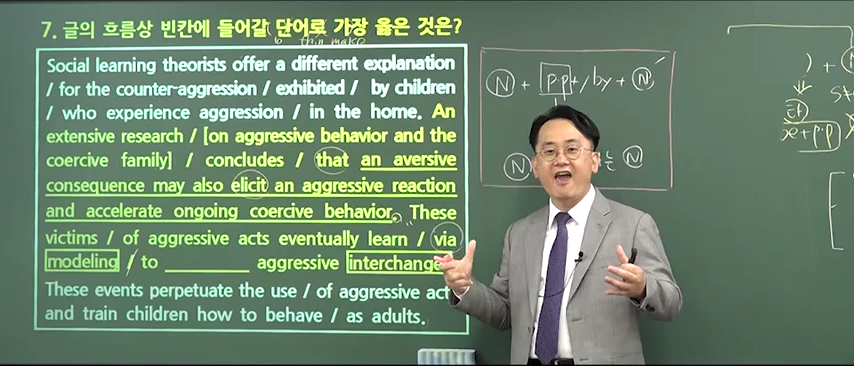 7. 글의 흐름상 빈칸에 들어갈 단어로 가장 옳은 것은?
Social learning theorists offer a different explanation
/ for the counter-aggression / exhibited / by children
/ who experience aggression / in the home. An
extensive research / [on aggressive behavior and the
coercive family] / concludes / that an aversive
consequence may also elicit an aggressive reaction
and accelerate ongoing coercive behavior. These
victims / of aggressive acts eventually learn / via
modeling / to ________ aggressive interchange
These events perpetuate the use / of aggressive act
and train children how to behave / as adults.
N + p.p + / by + N
N N
) + N